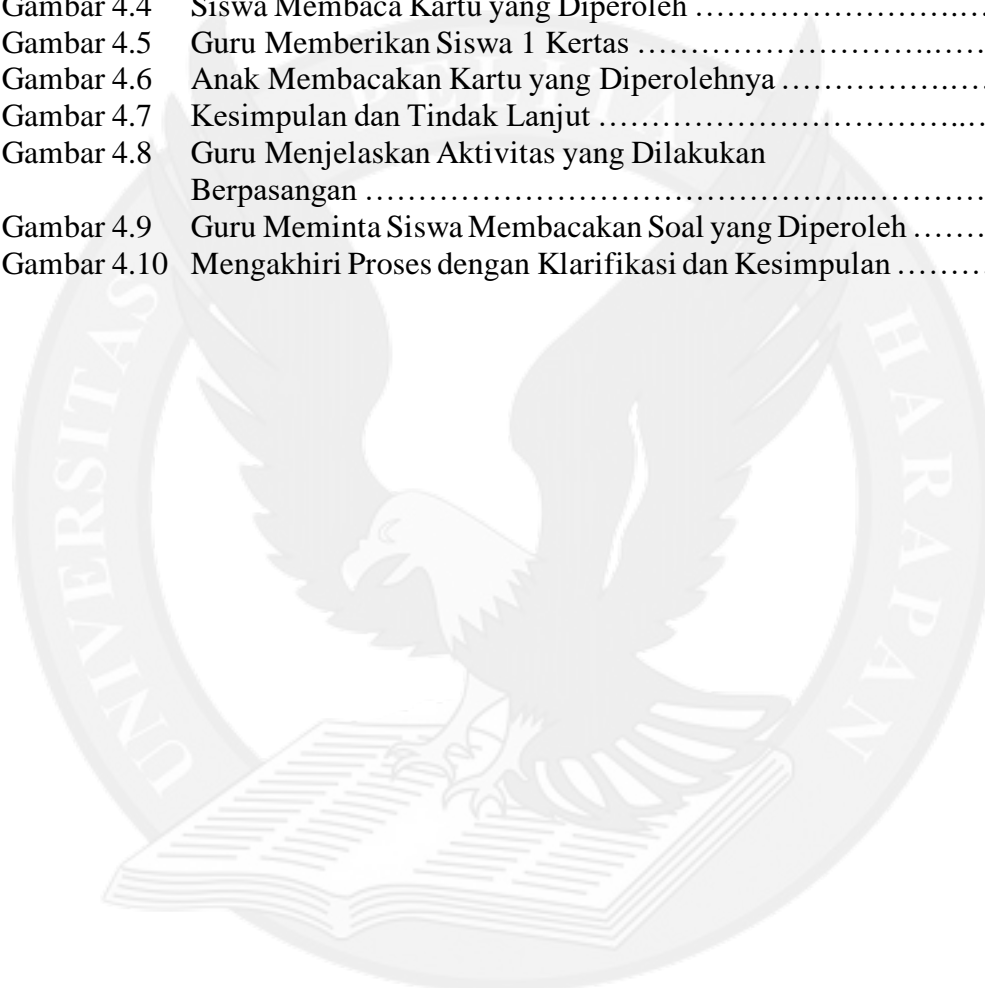 Gambar 4.4 Siswa Membaca Kartu yang Diperoleh ……………………….…
Gambar 4.5 Guru Memberikan Siswa 1 Kertas ………………………….……
Gambar 4.6 Anak Membacakan Kartu yang Diperolehnya …………….…
Gambar 4.7 Kesimpulan dan Tindak Lanjut ………………………………..…
Gambar 4.8 Guru Menjelaskan Aktivitas yang Dilakukan
Berpasangan …………………………………………...…………
Gambar 4.9 Guru Meminta Siswa Membacakan Soal yang Diperoleh ……
Gambar 4.10 Mengakhiri Proses dengan Klarifikasi dan Kesimpulan ………
UNIVERSITAS PELITA HARAPAN